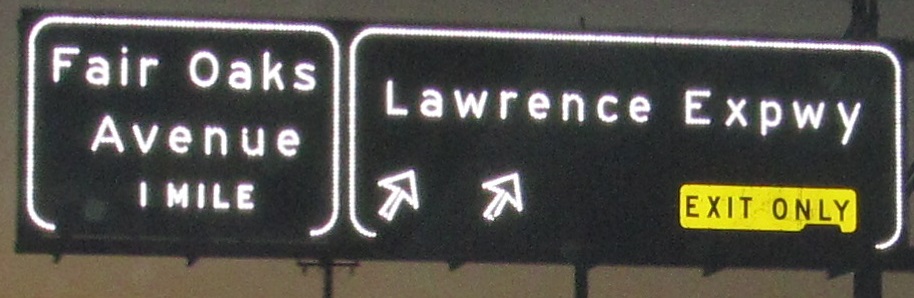 Fair Oaks
Avenue
1 MILE
Lawrence Expwy
EXIT ONLY